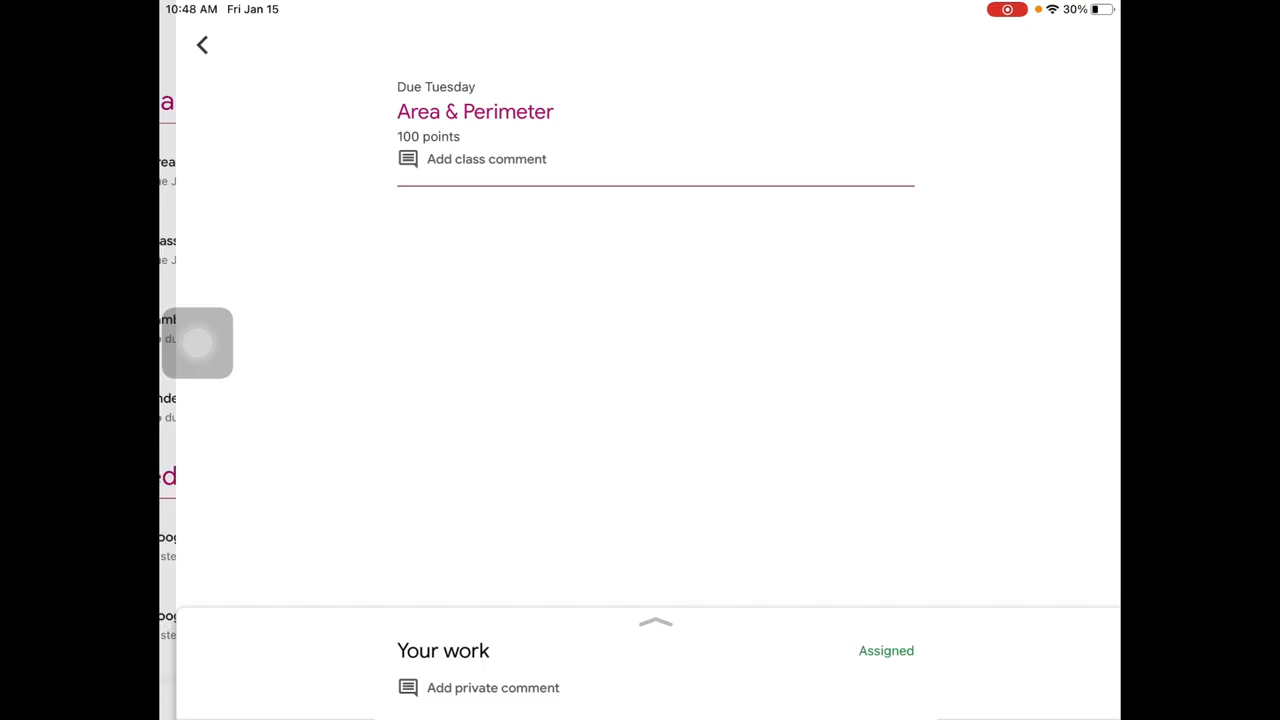 10:48 AM Fri Jan 15
30%
Due Tuesday
Area & Perimeter
100 points
Add class comment
Your work
Assigned
Add private comment